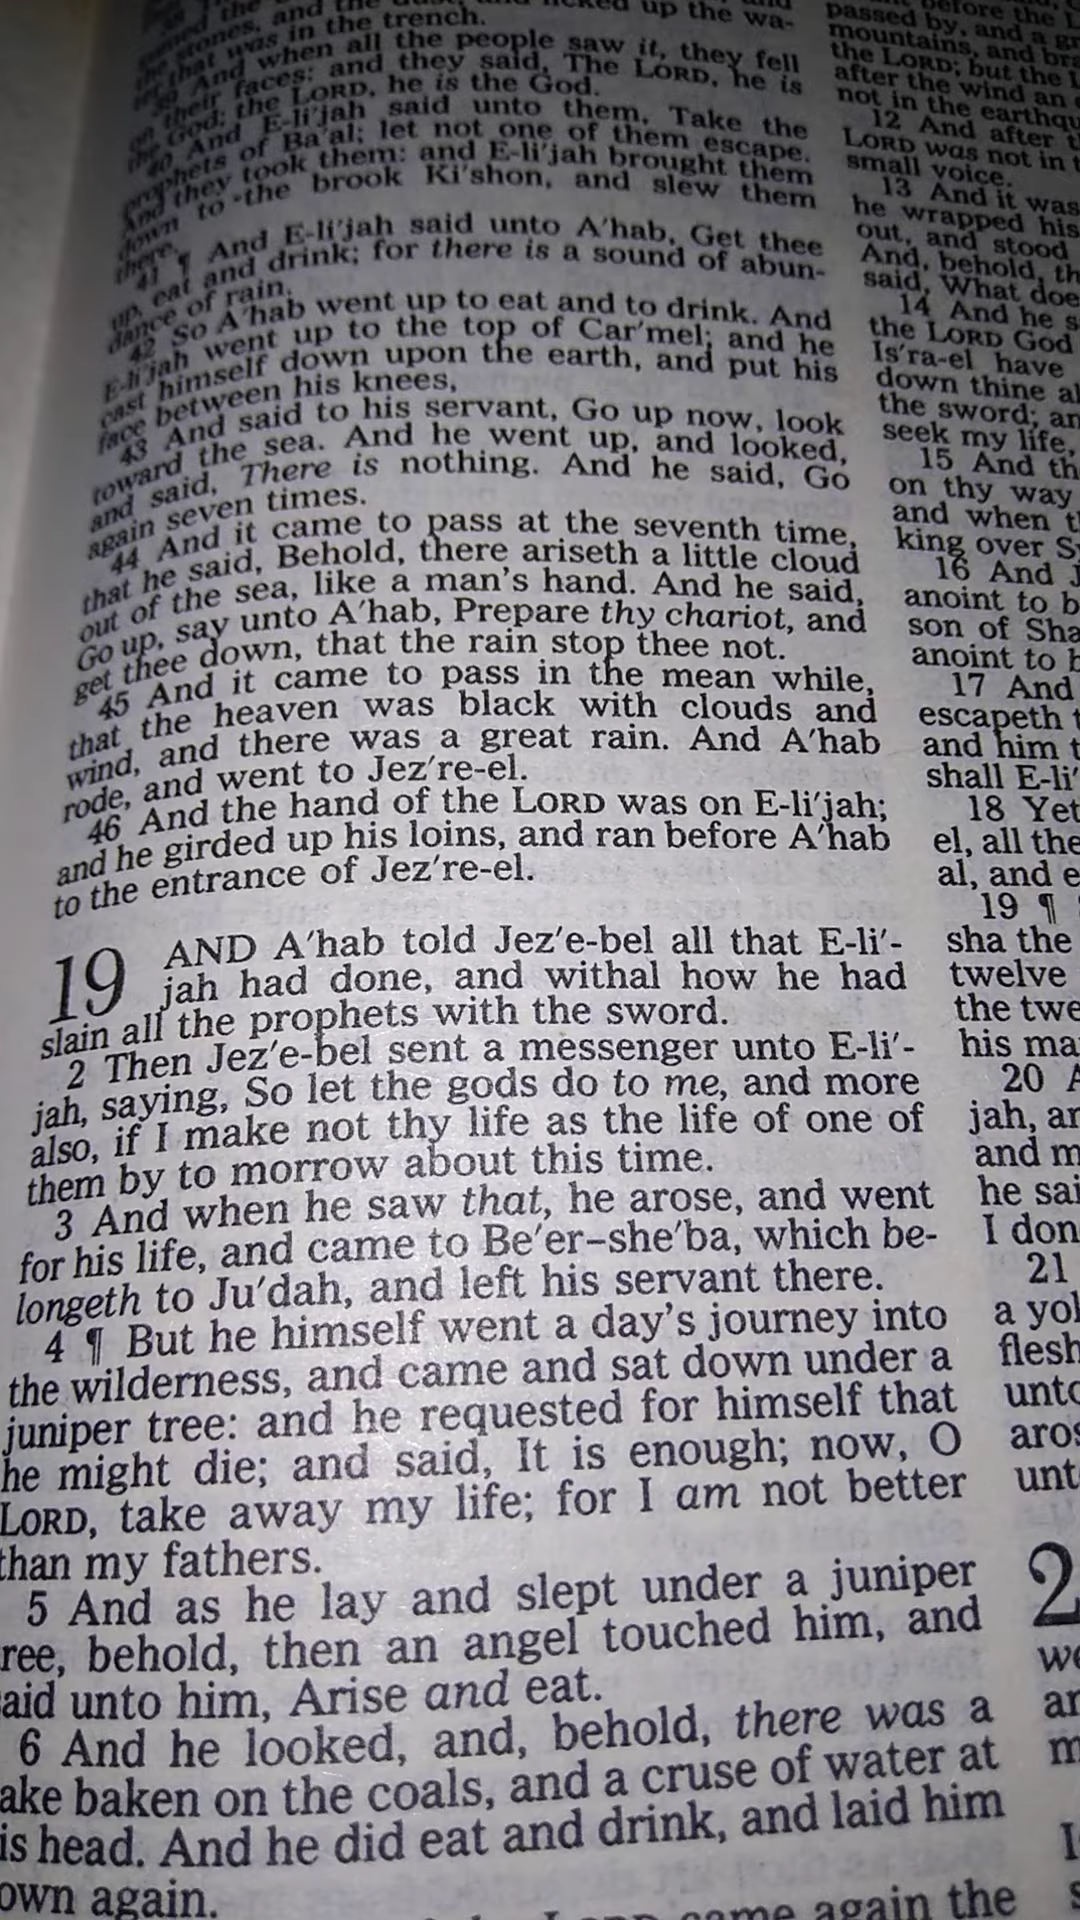 licked up the wa-
that was in the trench.
And when all the people saw it, they fell
on their faces: and they said, The LORD, he is
the God; the LORD, he is the God.
40 And E-li′jah said unto them, Take the
prophets of Ba′al; let not one of them escape.
And they took them: and E-li′jah brought them
down to the brook Ki′shon, and slew them
there.
41 ¶ And E-li′jah said unto A′hab, Get thee
up, eat and drink; for there is a sound of abun-
dance of rain.
42 So A′hab went up to eat and to drink. And
E-li′jah went up to the top of Car′mel; and he
cast himself down upon the earth, and put his
face between his knees,
43 And said to his servant, Go up now, look
toward the sea. And he went up, and looked,
and said, There is nothing. And he said, Go
again seven times.
44 And it came to pass at the seventh time,
that he said, Behold, there ariseth a little cloud
out of the sea, like a man's hand. And he said,
Go up, say unto A′hab, Prepare thy chariot, and
get thee down, that the rain stop thee not.
45 And it came to pass in the mean while,
that the heaven was black with clouds and
wind, and there was a great rain. And A′hab
rode, and went to Jez′re-el.
46 And the hand of the LORD was on E-li′jah;
and he girded up his loins, and ran before A′hab
to the entrance of Jez′re-el.
19 AND A′hab told Jez′e-bel all that E-li′-
jah had done, and withal how he had
slain all the prophets with the sword.
2 Then Jez′e-bel sent a messenger unto E-li′-
jah, saying, So let the gods do to me, and more
also, if I make not thy life as the life of one of
them by to morrow about this time.
3 And when he saw that, he arose, and went
for his life, and came to Be′er–she′ba, which be-
longeth to Ju′dah, and left his servant there.
4 ¶ But he himself went a day's journey into
the wilderness, and came and sat down under a
juniper tree: and he requested for himself that
he might die; and said, It is enough; now, O
LORD, take away my life; for I am not better
than my fathers.
5 And as he lay and slept under a juniper
ree, behold, then an angel touched him, and
aid unto him, Arise and eat.
6 And he looked, and, behold, there was a
ake baken on the coals, and a cruse of water at
is head. And he did eat and drink, and laid him
own again.
came again the
before the
passed by, and a
mountains, and
the LORD; but the
after the wind an
not in the earthqu
12 And after
LORD was not in
small voice.
13 And it was
he wrapped his
out, and stood
And, behold, th
said, What doe
14 And he s
the LORD God
Is′ra-el have
down thine al
the sword; an
seek my life,
15 And th
on thy way
and when t
king over S
16 And J
anoint to b
son of Sha
anoint to b
17 And
escapeth t
and him t
shall E-li′
18 Yet
el, all the
al, and e
19 ¶
sha the
twelve
the twe
his ma
20 A
jah, an
and m
he sai
I don
21
a yol
flesh
unto
aros
unt
2
we
an
m
I
s